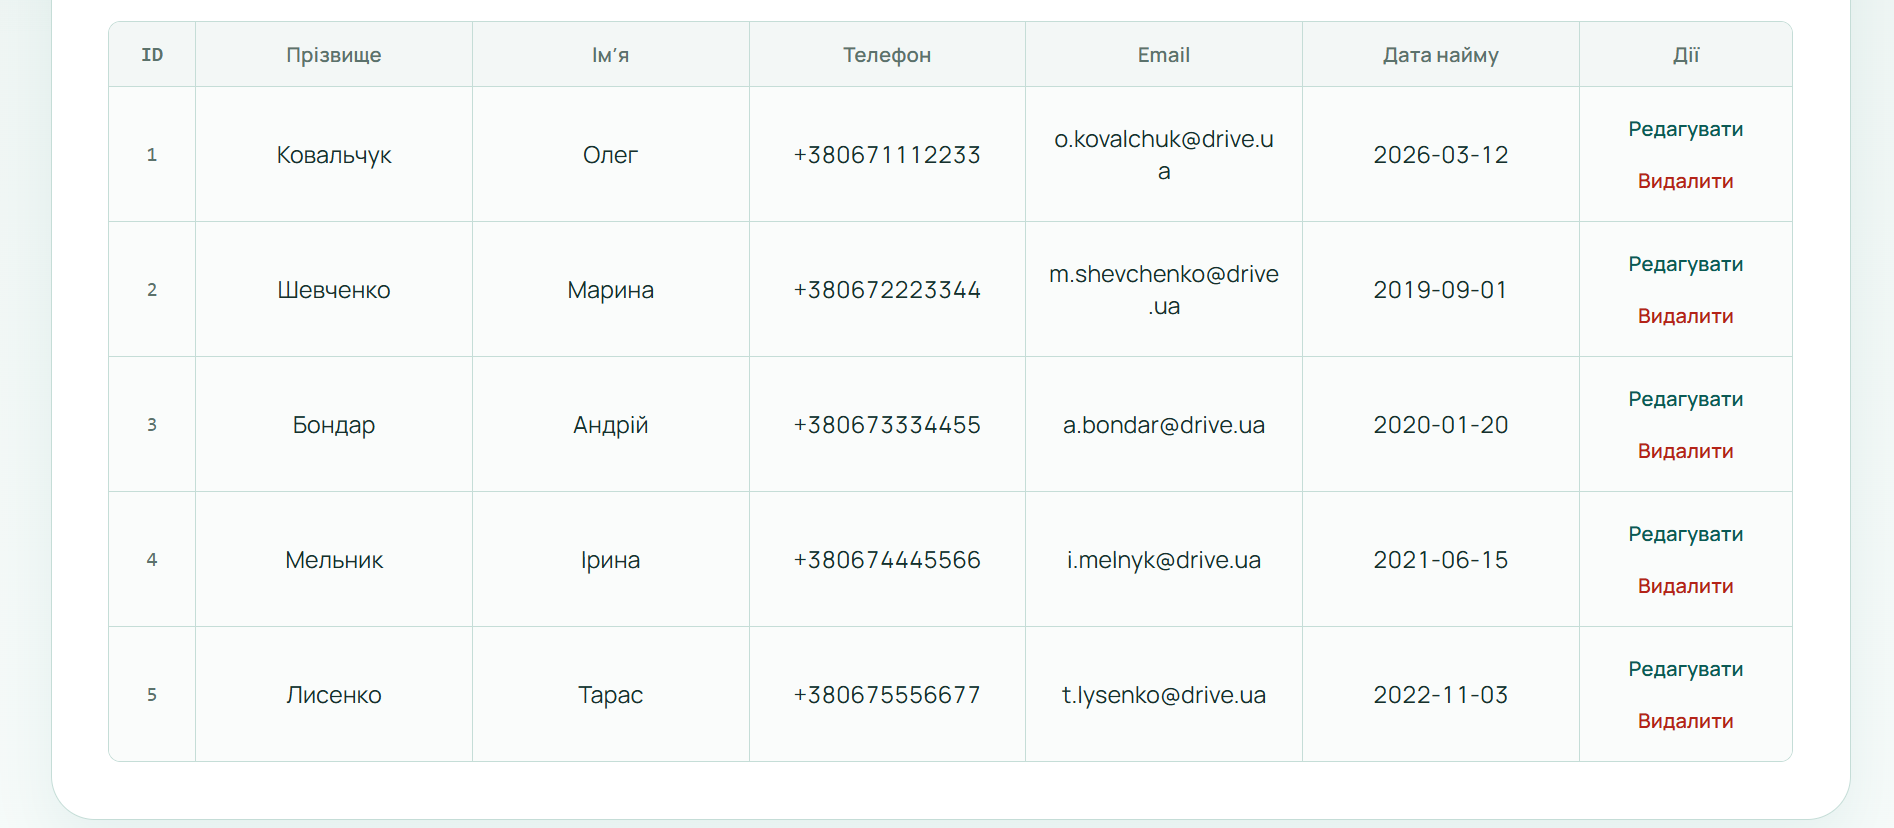 ID Прізвище Ім'я Телефон Email Дата найму Дії
1 Ковальчук Олег +380671112233 o.kovalchuk@drive.u
a 2026-03-12 Редагувати
Видалити
2 Шевченко Марина +380672223344 m.shevchenko@drive
.ua 2019-09-01 Редагувати
Видалити
3 Бондар Андрій +380673334455 a.bondar@drive.ua 2020-01-20 Редагувати
Видалити
4 Мельник Ірина +380674445566 i.melnyk@drive.ua 2021-06-15 Редагувати
Видалити
5 Лисенко Тарас +380675556677 t.lysenko@drive.ua 2022-11-03 Редагувати
Видалити